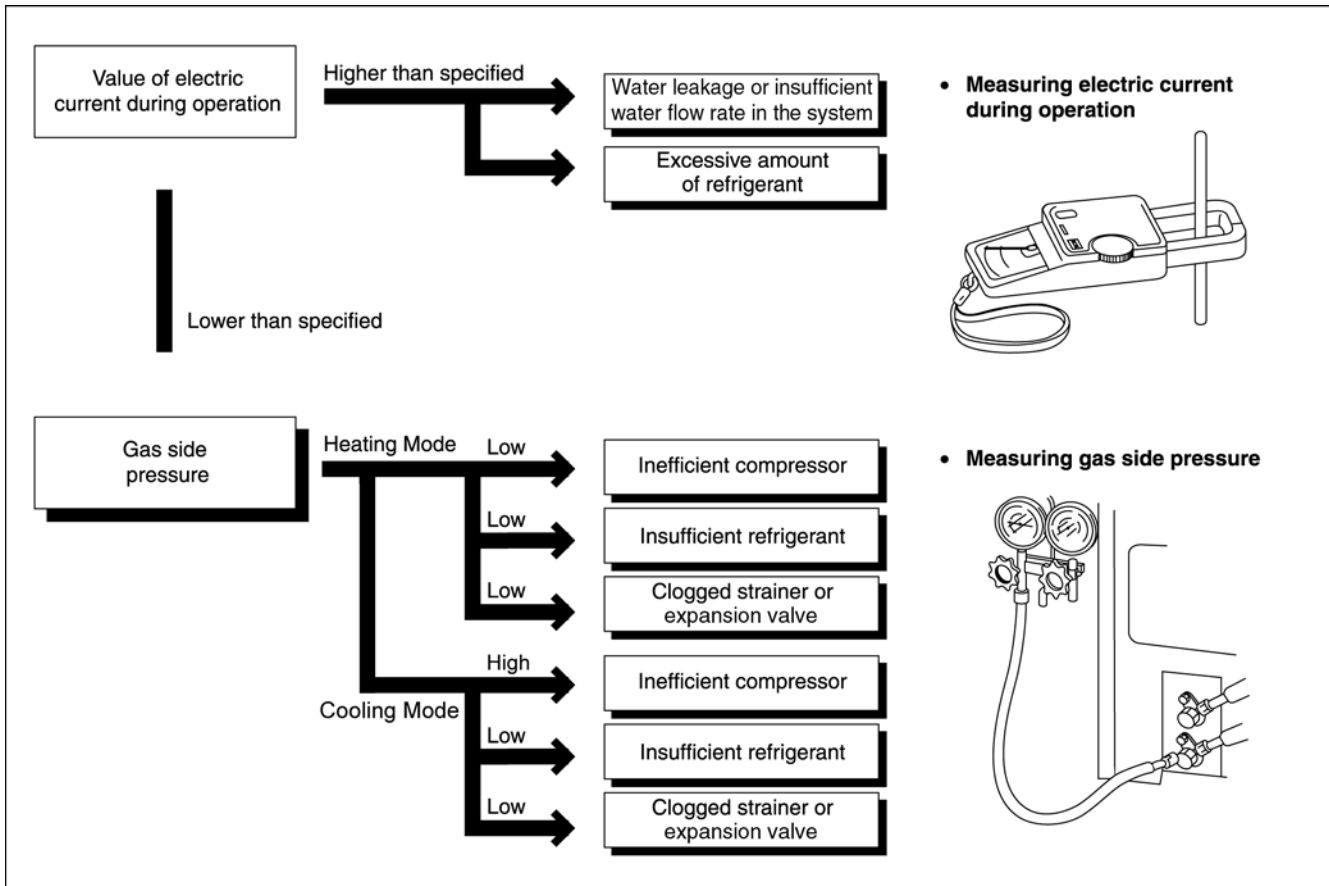 Value of electric
current during operation
Higher than specified
Water leakage or insufficient
water flow rate in the system
Excessive amount
of refrigerant
• Measuring electric current
during operation
Lower than specified
Gas side
pressure
Heating Mode
Low
Inefficient compressor
Low
Insufficient refrigerant
Low
Clogged strainer or
expansion valve
Cooling Mode
High
Inefficient compressor
Low
Insufficient refrigerant
Low
Clogged strainer or
expansion valve
• Measuring gas side pressure